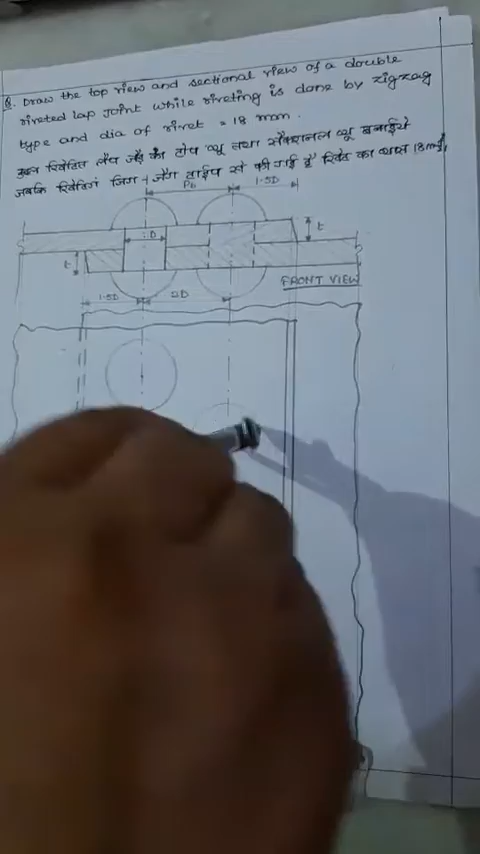 Q. Draw the top view and sectional view of a double
riveted lap Joint while riveting is done by zigzag
type and dia of rivet = 18 mm.
डबल रिवेटित लैप जोड़ का टोप व्यू तथा सैक्शनल व्यू बनाईये
जबकि रिवेटिंग जिग-जैग टाईप से की गई है रिवेट का व्यास 18mm है
Pb 1.5D
D t
t
FRONT VIEW
1.5D 2D